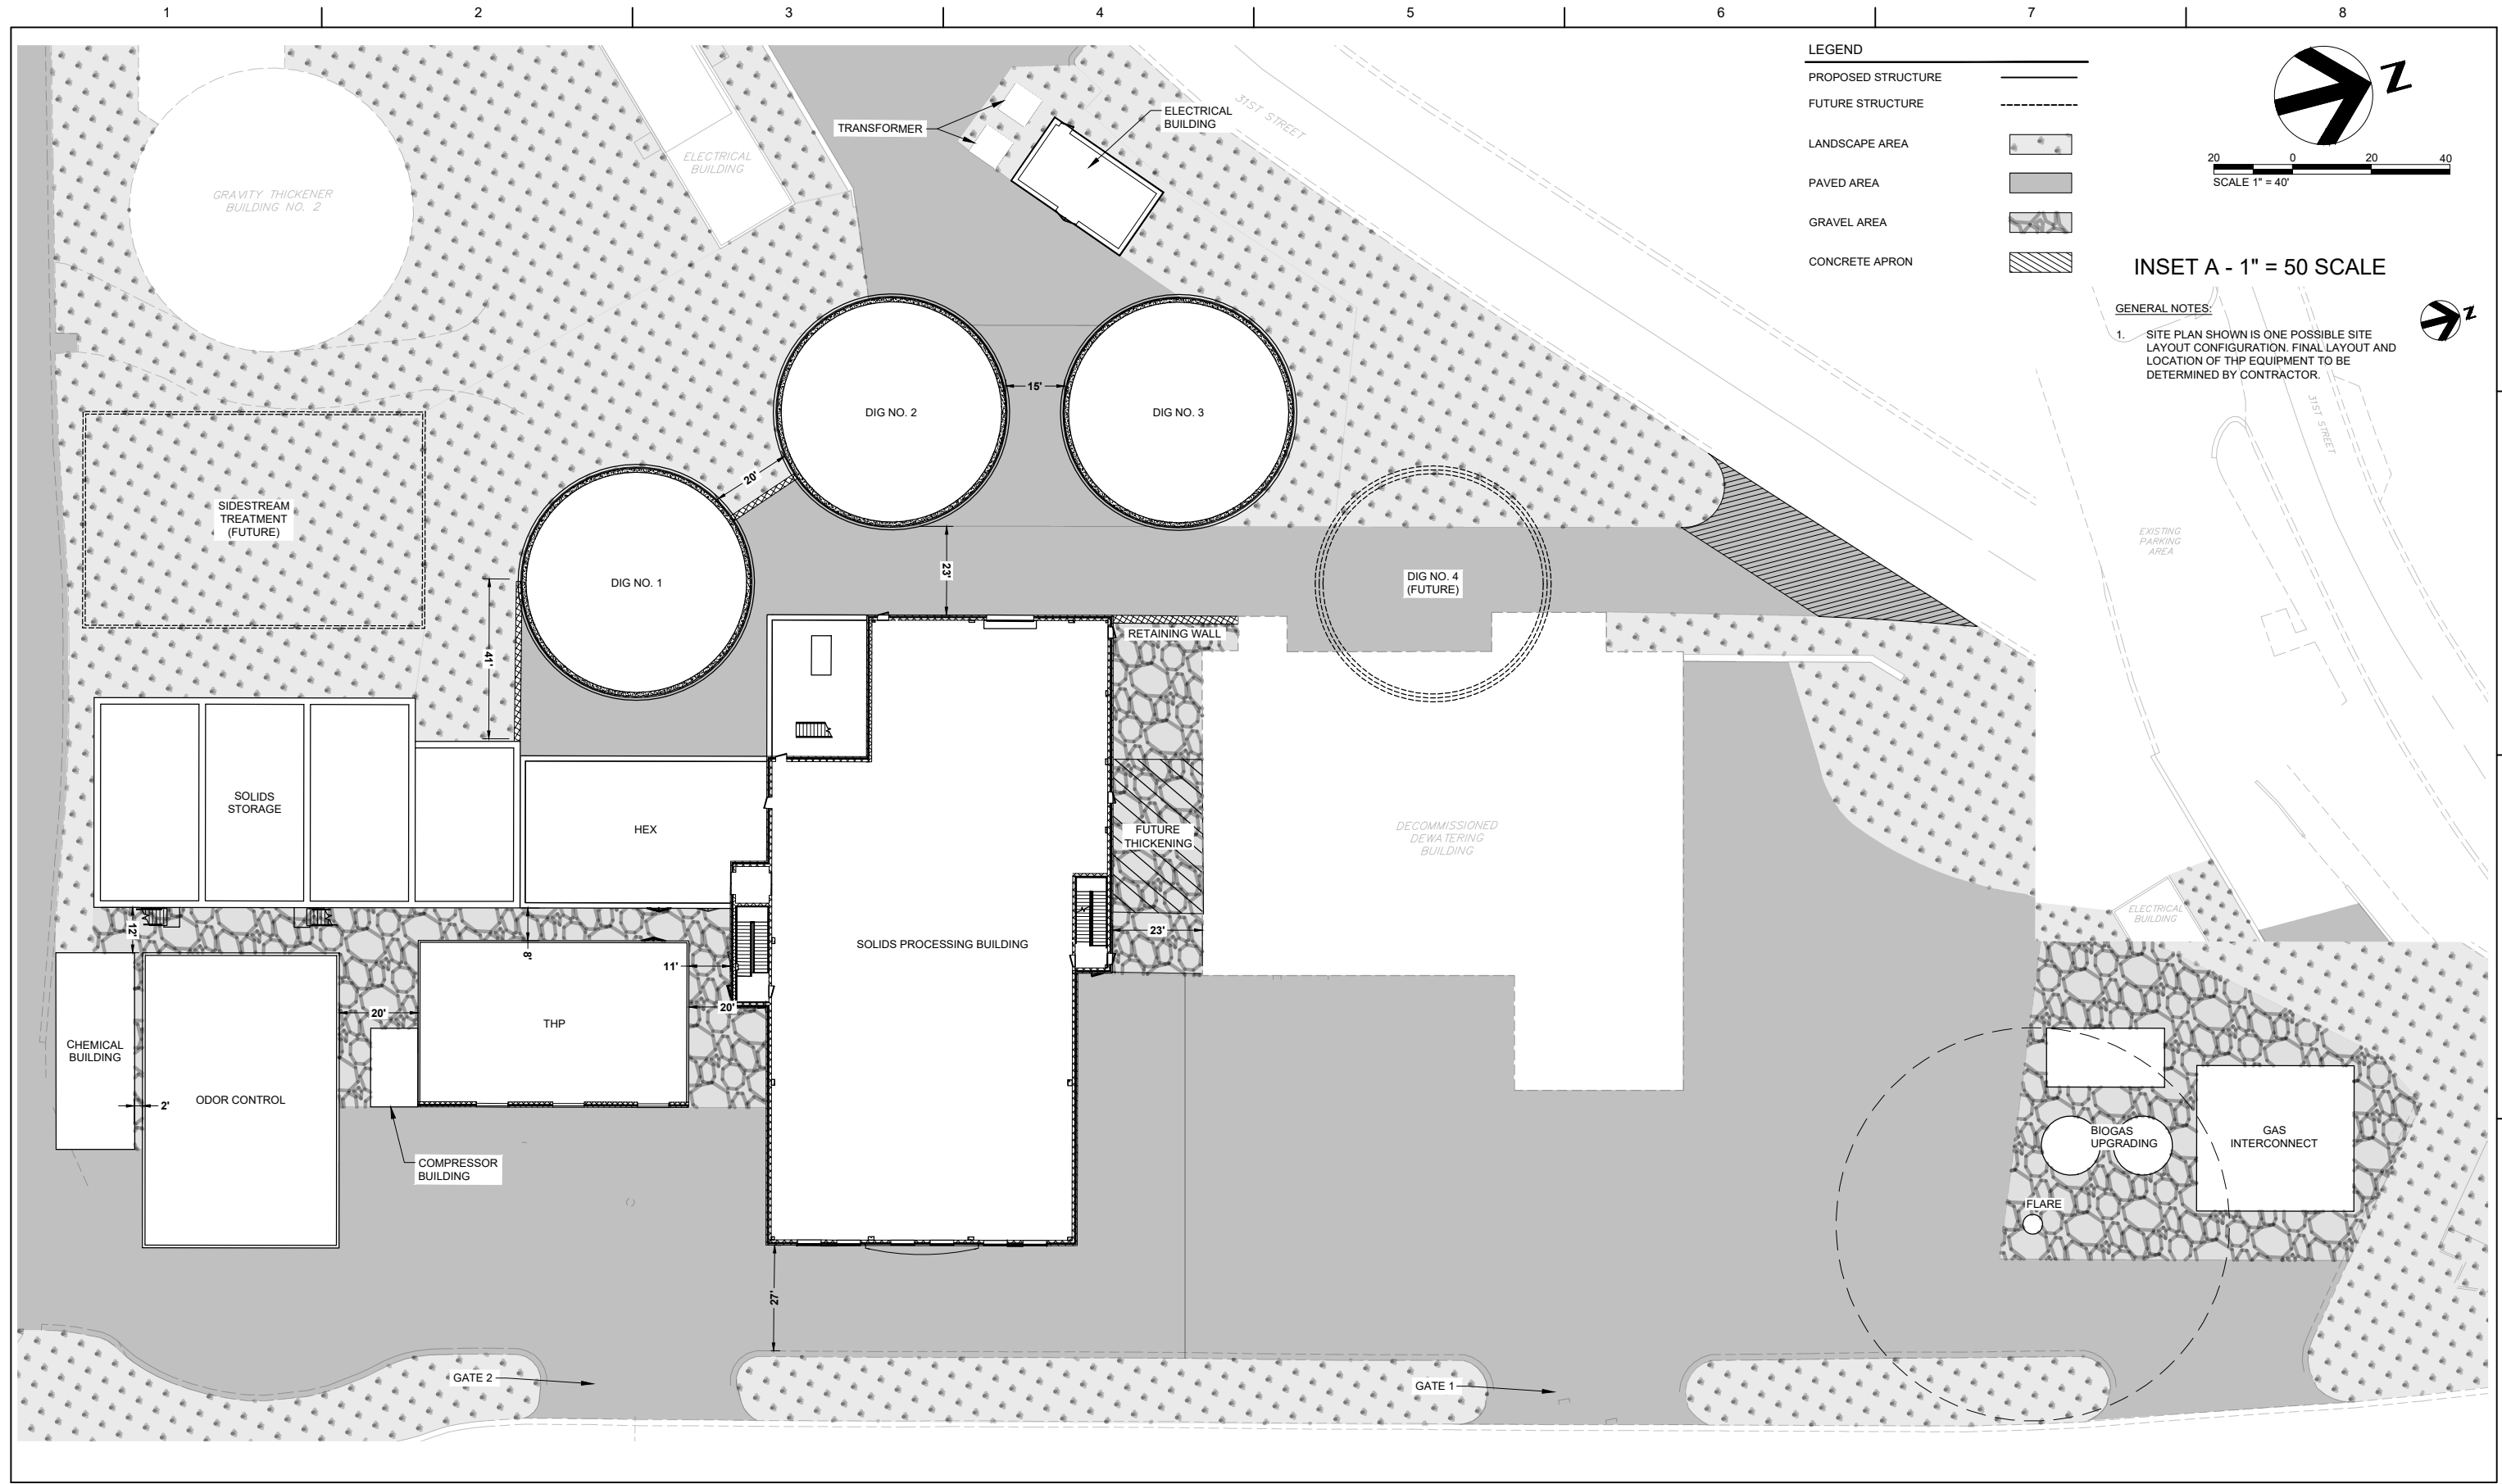 1 2 3 4 5 6 7 8
LEGEND
PROPOSED STRUCTURE
FUTURE STRUCTURE
LANDSCAPE AREA
PAVED AREA
GRAVEL AREA
CONCRETE APRON
Z
20 0 20 40
SCALE 1" = 40'
INSET A - 1" = 50 SCALE
GENERAL NOTES:
1. SITE PLAN SHOWN IS ONE POSSIBLE SITE
LAYOUT CONFIGURATION. FINAL LAYOUT AND
LOCATION OF THP EQUIPMENT TO BE
DETERMINED BY CONTRACTOR.
Z
31ST STREET
31ST STREET
TRANSFORMER
ELECTRICAL
BUILDING
ELECTRICAL
BUILDING
GRAVITY THICKENER
BUILDING NO. 2
DIG NO. 2
15'
DIG NO. 3
20'
SIDESTREAM
TREATMENT
(FUTURE)
DIG NO. 1
23'
DIG NO. 4
(FUTURE)
EXISTING
PARKING
AREA
RETAINING WALL
41'
SOLIDS
STORAGE
HEX
FUTURE
THICKENING
DECOMMISSIONED
DEWATERING
BUILDING
ELECTRICAL
BUILDING
12'
8'
11'
SOLIDS PROCESSING BUILDING
23'
20'
20'
THP
CHEMICAL
BUILDING
2'
ODOR CONTROL
COMPRESSOR
BUILDING
BIOGAS
UPGRADING
GAS
INTERCONNECT
FLARE
27'
GATE 2
GATE 1